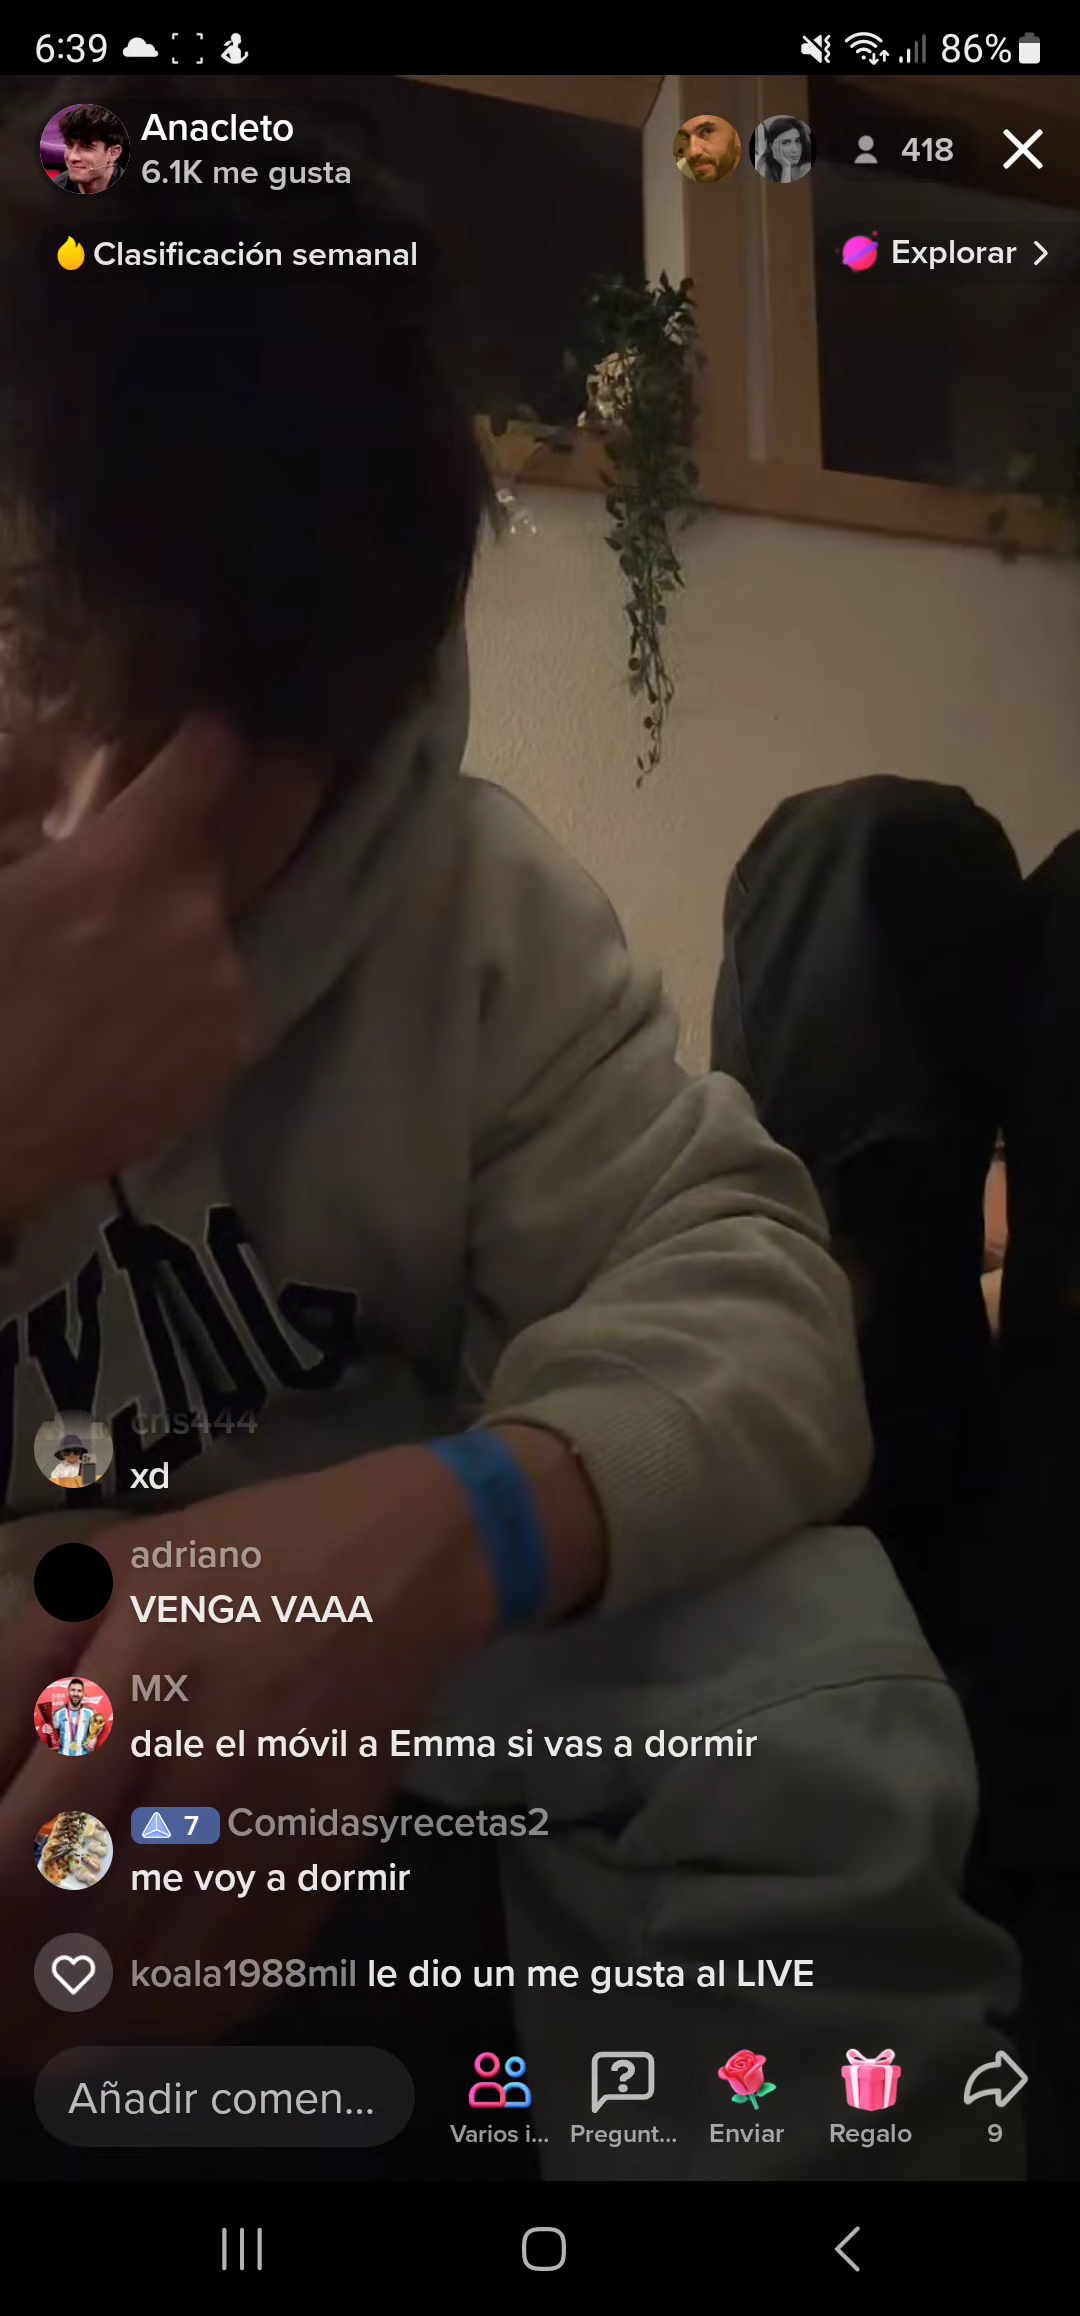 6:39
86%
Anacleto
6.1K me gusta
418
Clasificación semanal
Explorar
cris444
xd
adriano
VENGA VAAA
MX
dale el móvil a Emma si vas a dormir
7 Comidasyrecetas2
me voy a dormir
koala1988mil le dio un me gusta al LIVE
Añadir comen...
Varios i...
Pregunt...
Enviar
Regalo
9